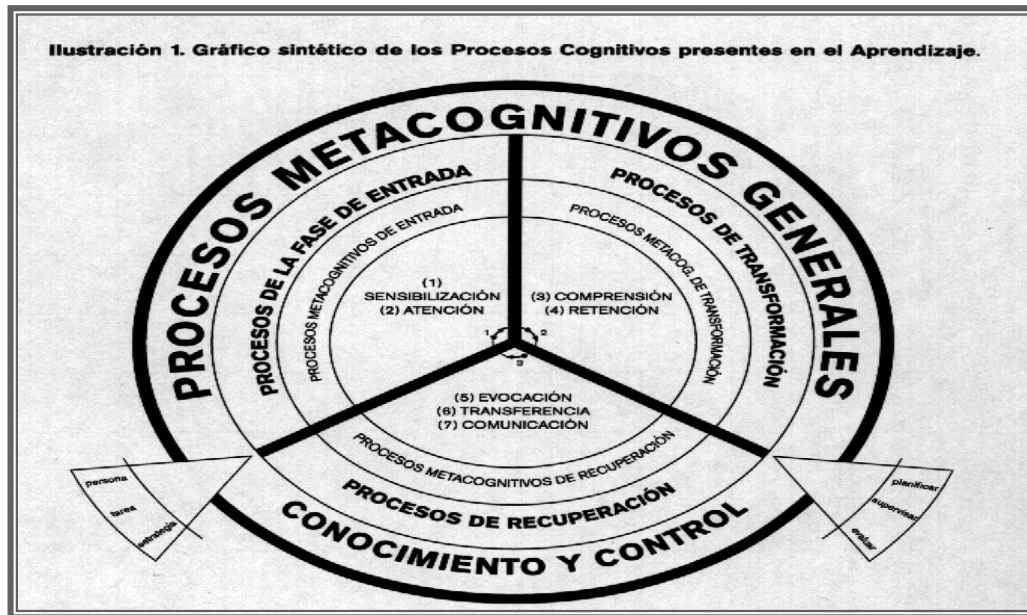 Ilustración 1. Gráfico sintético de los Procesos Cognitivos presentes en el Aprendizaje.
PROCESOS METACOGNITIVOS GENERALES
PROCESOS DE LA FASE DE ENTRADA
PROCESOS METACOGNITIVOS DE ENTRADA
PROCESOS DE TRANSFORMACIÓN
PROCESOS METACOG. DE TRANSFORMACIÓN
(1)
SENSIBILIZACIÓN
(2) ATENCIÓN
(3) COMPRENSIÓN
(4) RETENCIÓN
1
2
3
(5) EVOCACIÓN
(6) TRANSFERENCIA
(7) COMUNICACIÓN
PROCESOS METACOGNITIVOS DE RECUPERACIÓN
PROCESOS DE RECUPERACIÓN
CONOCIMIENTO Y CONTROL
persona
tarea
estrategia
planificar
supervisar
evaluar